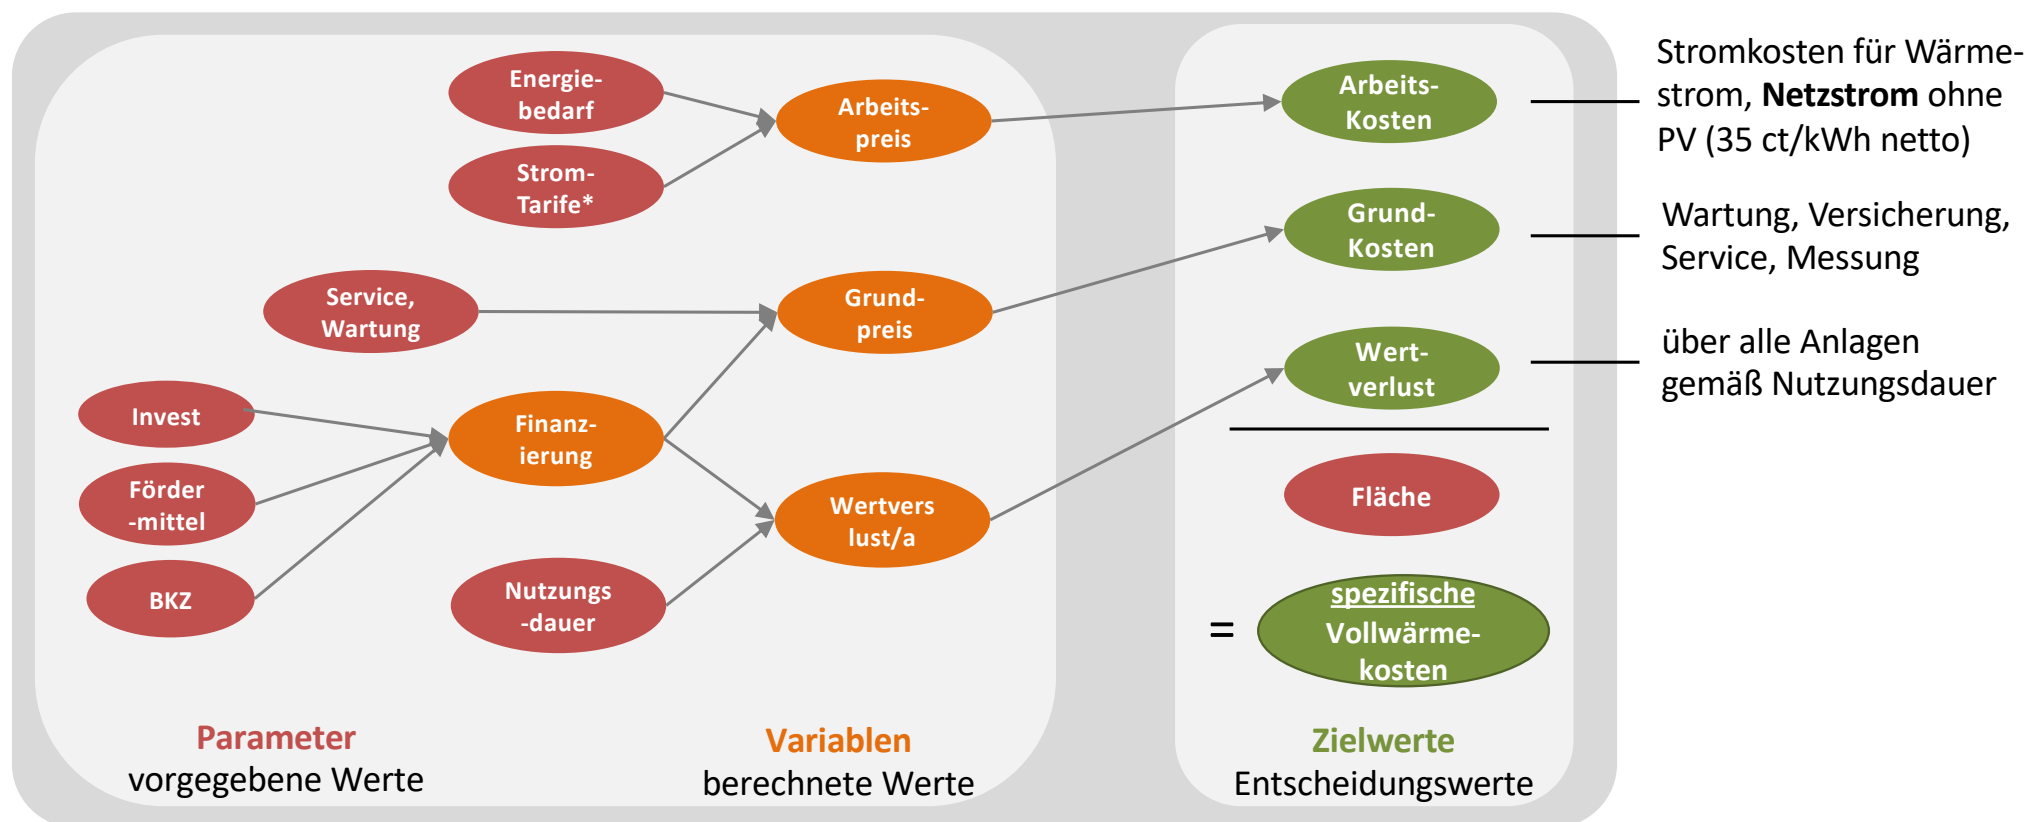 Energie-
bedarf
Strom-
Tarife*
Service,
Wartung
Invest
Förder
-mittel
BKZ
Finanz-
ierung
Nutzungs
-dauer
Arbeits-
preis
Grund-
preis
Wertvers
lust/a
Arbeits-
Kosten
Grund-
Kosten
Wert-
verlust
Fläche
=
spezifische
Vollwärme-
kosten
Stromkosten für Wärme-
strom, Netzstrom ohne
PV (35 ct/kWh netto)
Wartung, Versicherung,
Service, Messung
über alle Anlagen
gemäß Nutzungsdauer
Parameter
vorgegebene Werte
Variablen
berechnete Werte
Zielwerte
Entscheidungswerte